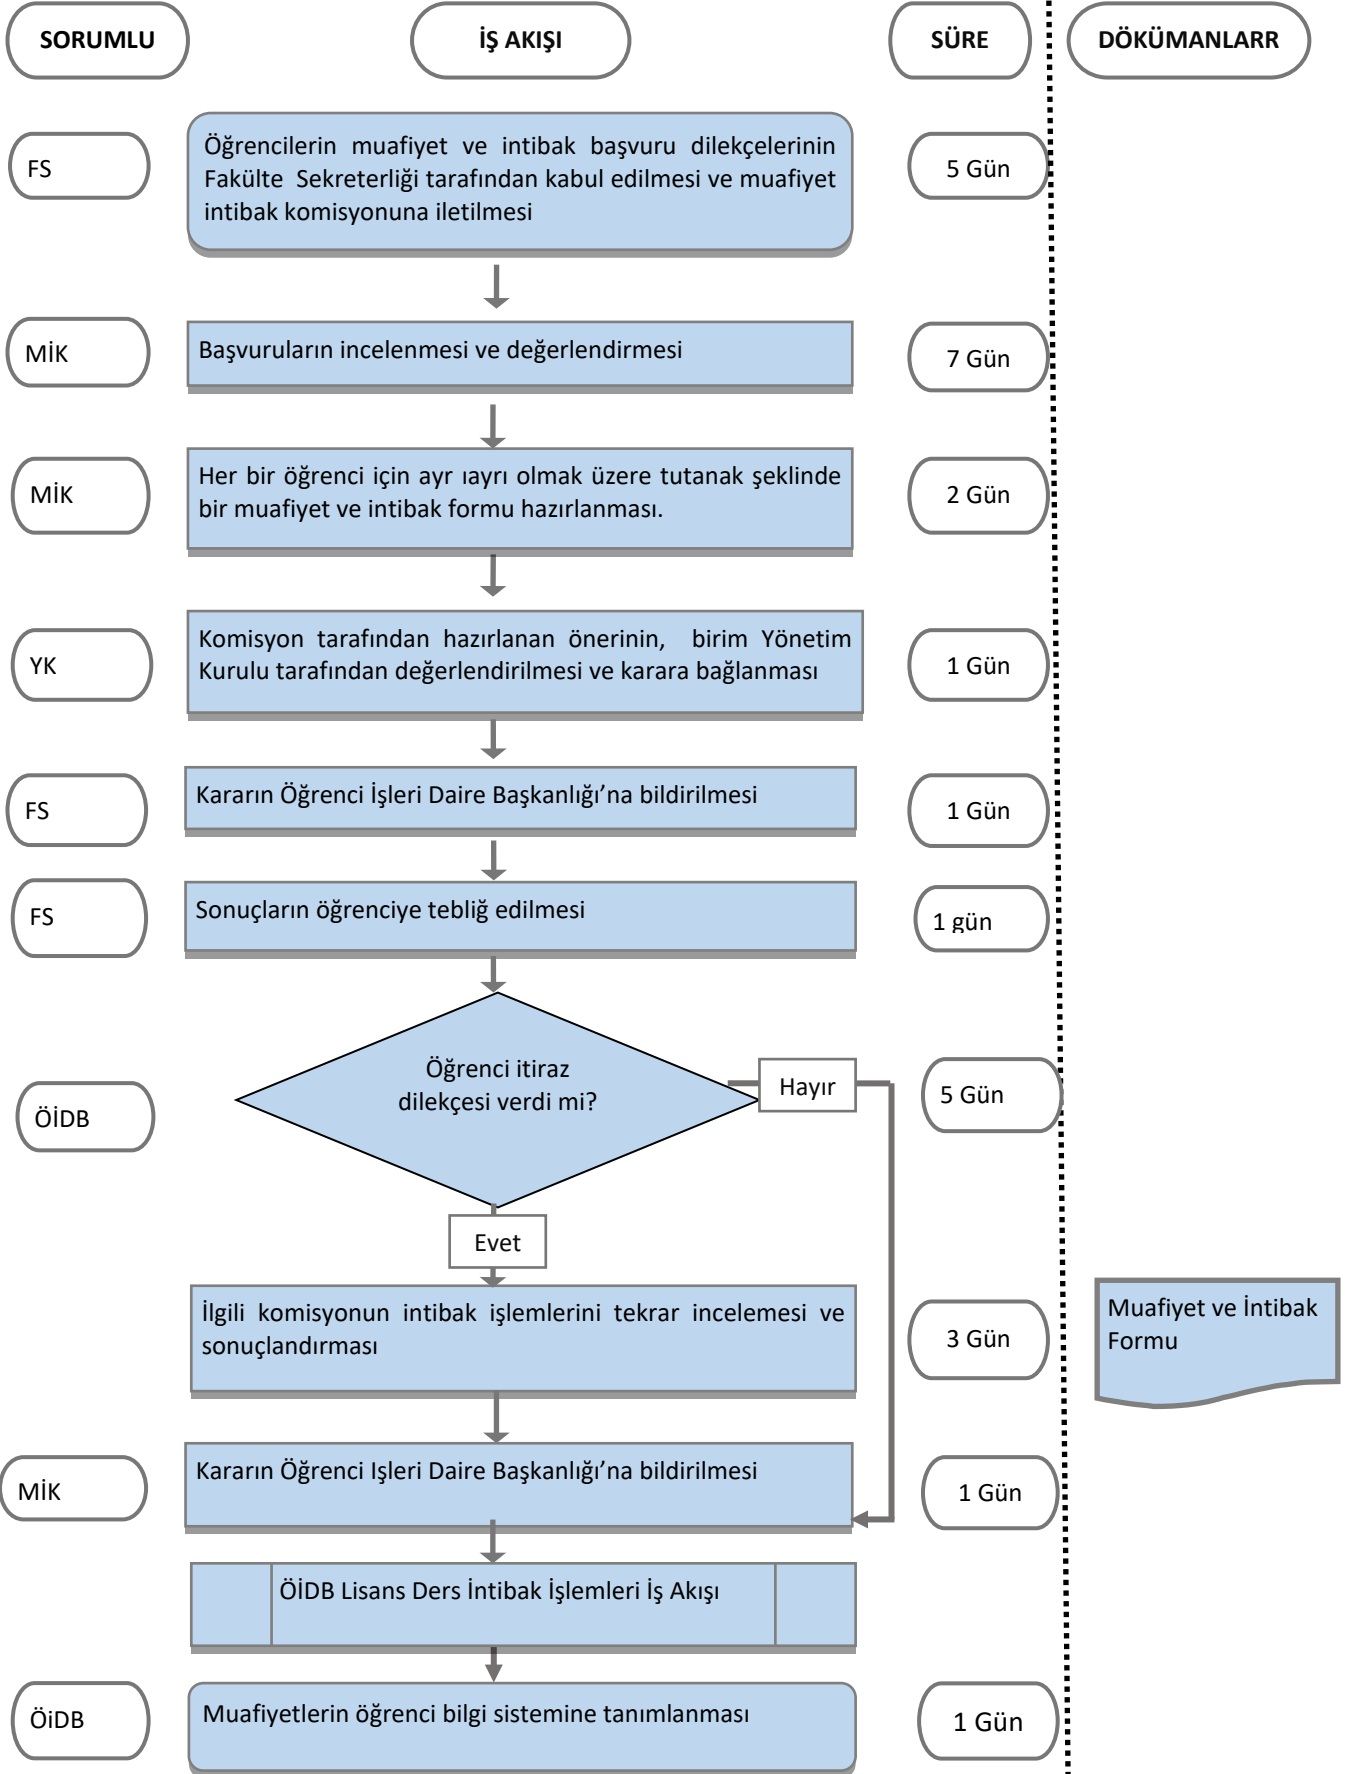 SORUMLU
İŞ AKIŞI
SÜRE
DÖKÜMANLARR
FS
Öğrencilerin muafiyet ve intibak başvuru dilekçelerinin
Fakülte Sekreterliği tarafından kabul edilmesi ve muafiyet
intibak komisyonuna iletilmesi
5 Gün
MİK
Başvuruların incelenmesi ve değerlendirmesi
7 Gün
MİK
Her bir öğrenci için ayr ıayrı olmak üzere tutanak şeklinde
bir muafiyet ve intibak formu hazırlanması.
2 Gün
YK
Komisyon tarafından hazırlanan önerinin, birim Yönetim
Kurulu tarafından değerlendirilmesi ve karara bağlanması
1 Gün
FS
Kararın Öğrenci İşleri Daire Başkanlığı’na bildirilmesi
1 Gün
FS
Sonuçların öğrenciye tebliğ edilmesi
1 gün
ÖİDB
Öğrenci itiraz
dilekçesi verdi mi?
Hayır
5 Gün
Evet
İlgili komisyonun intibak işlemlerini tekrar incelemesi ve
sonuçlandırması
3 Gün
Muafiyet ve İntibak
Formu
MİK
Kararın Öğrenci Işleri Daire Başkanlığı’na bildirilmesi
1 Gün
ÖİDB Lisans Ders İntibak İşlemleri İş Akışı
ÖiDB
Muafiyetlerin öğrenci bilgi sistemine tanımlanması
1 Gün